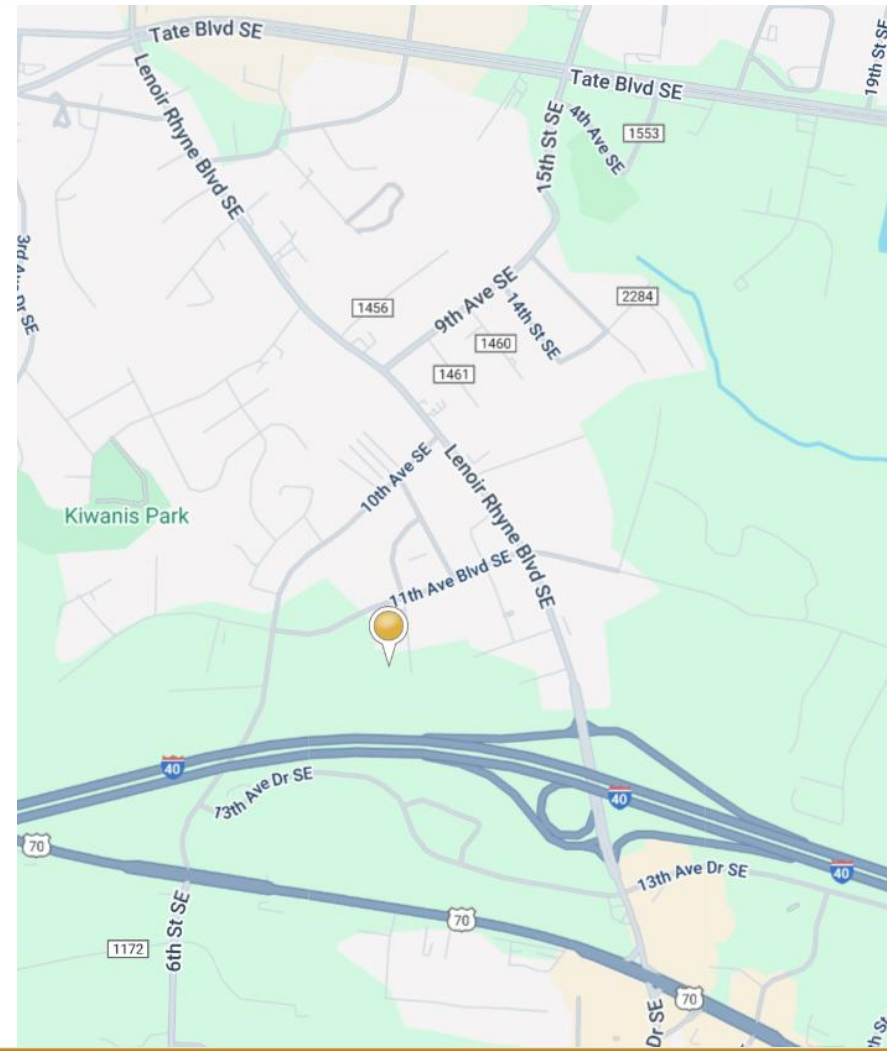 Tate Blvd SE
Tate Blvd SE
19th St SE
Lenoir Rhyne Blvd SE
15th St SE
4th Ave SE
1553
3rd
Dr SE
1456
9th Ave SE
14th St SE
2284
1460
1461
10th Ave SE
Lenoir Rhyne Blvd SE
Kiwanis Park
11th Ave Blvd SE
40
13th Ave Dr SE
40
70
40
13th Ave Dr SE
70
6th St SE
1172
70
Dr SE